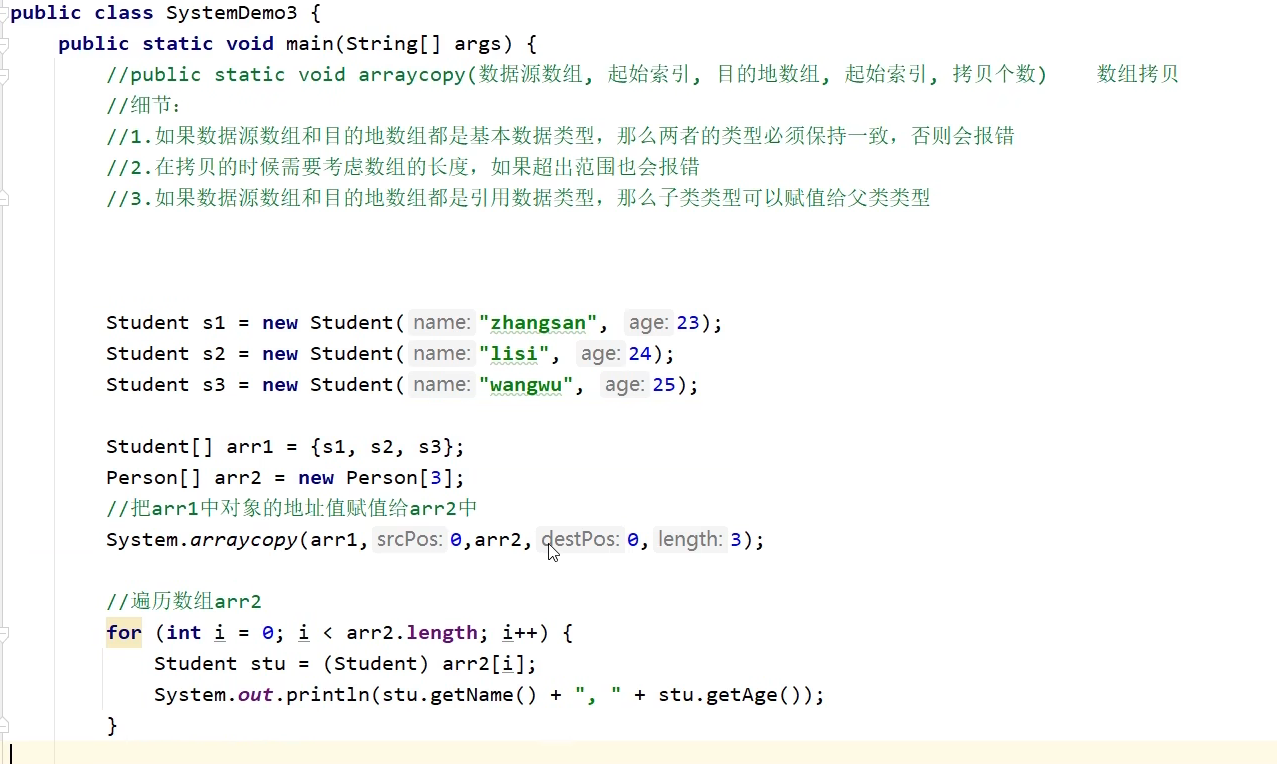 public class SystemDemo3 {
public static void main(String[] args) {
//public static void arraycopy(数据源数组, 起始索引, 目的地数组, 起始索引, 拷贝个数)    数组拷贝
//细节:
//1.如果数据源数组和目的地数组都是基本数据类型，那么两者的类型必须保持一致，否则会报错
//2.在拷贝的时候需要考虑数组的长度，如果超出范围也会报错
//3.如果数据源数组和目的地数组都是引用数据类型，那么子类类型可以赋值给父类类型
Student s1 = new Student( name: "zhangsan", age: 23);
Student s2 = new Student( name: "lisi", age: 24);
Student s3 = new Student( name: "wangwu", age: 25);
Student[] arr1 = {s1, s2, s3};
Person[] arr2 = new Person[3];
//把arr1中对象的地址值赋值给arr2中
System.arraycopy(arr1, srcPos: 0,arr2, destPos: 0, length: 3);
//遍历数组arr2
for (int i = 0; i < arr2.length; i++) {
Student stu = (Student) arr2[i];
System.out.println(stu.getName() + ", " + stu.getAge());
}